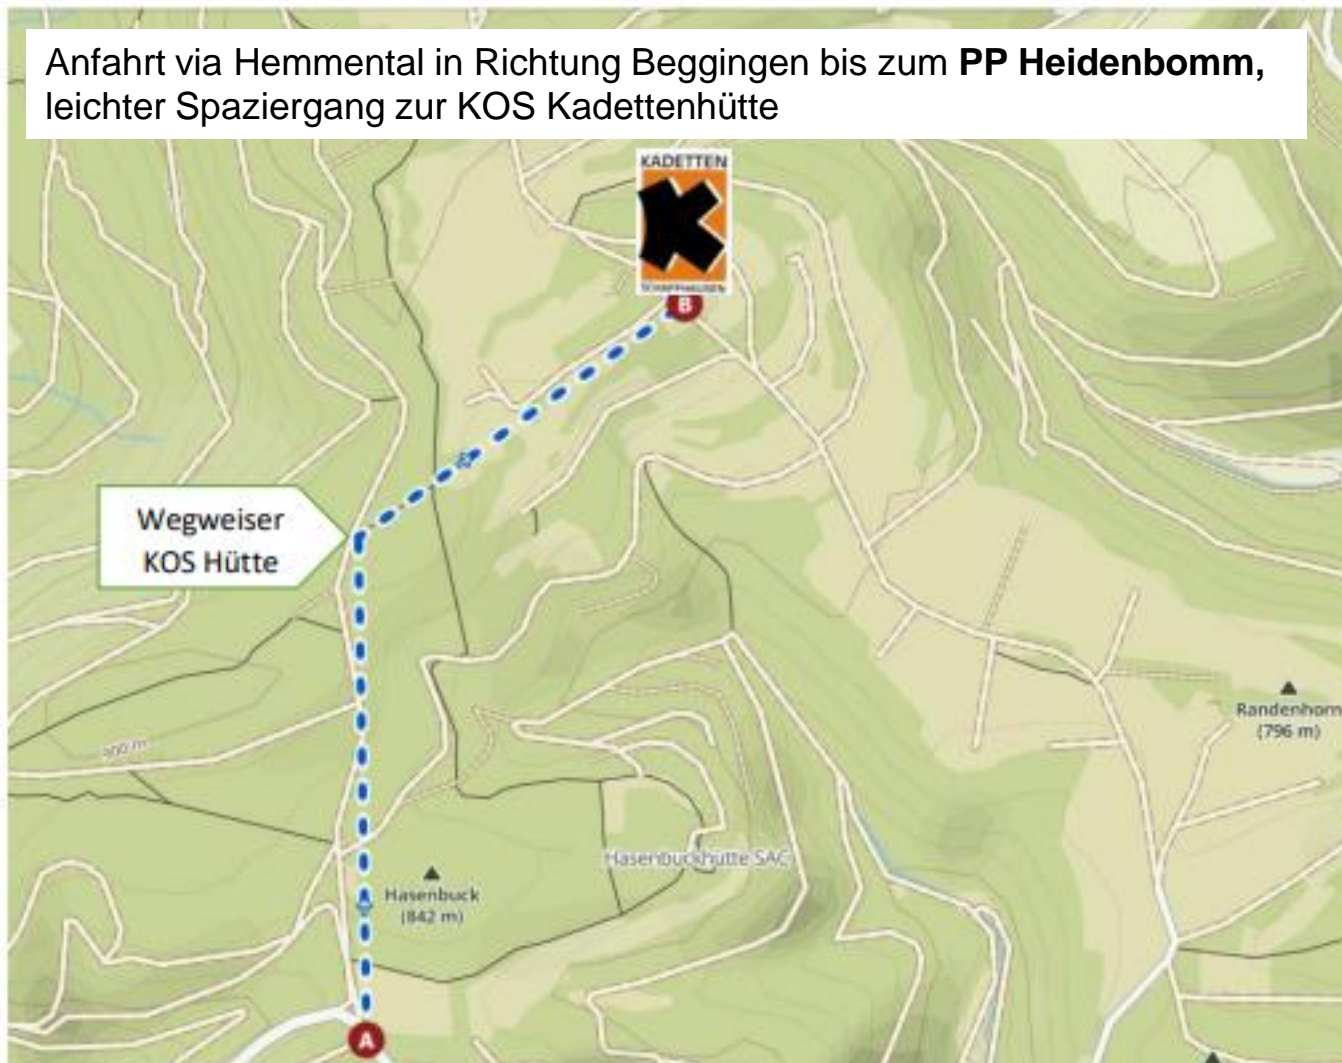 Anfahrt via Hemmental in Richtung Beggingen bis zum PP Heidenbomm,
leichter Spaziergang zur KOS Kadettenhütte
KADETTEN
SCHAFFHAUSEN
B
Wegweiser
KOS Hütte
Randenhorn
(796 m)
900 m
Hasenbuckhütte SAC
Hasenbuck
(842 m)
A